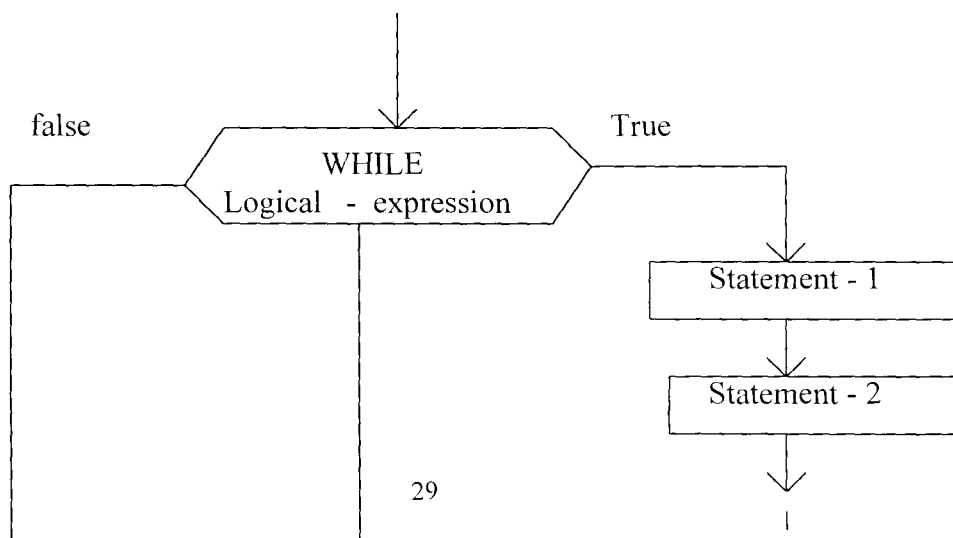 false
True
WHILE
Logical - expression
Statement - 1
Statement - 2
29